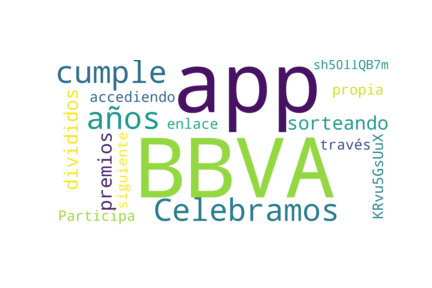 app
sh5OllQB7m
cumple
accediendo
propia
divididos
años
enlace
sorteando
premios
siguiente
BBVA
través
KRvu5GsUuX
Participa
Celebramos